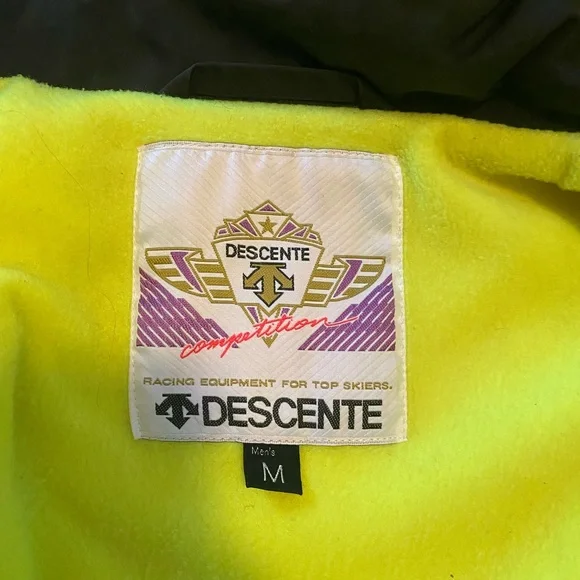 DESCENTE
competition
RACING EQUIPMENT FOR TOP SKIERS.
DESCENTE
Men's
M